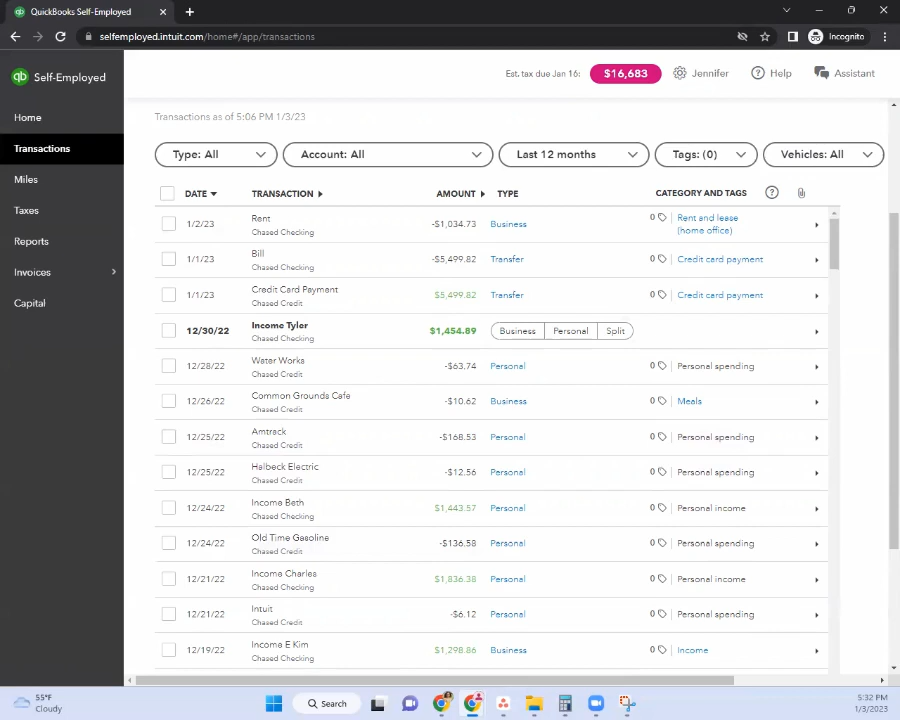 QuickBooks Self-Employed
selfemployed.intuit.com/home#/app/transactions
Incognito
qb Self-Employed
Est. tax due Jan 16: $16,683 Jennifer ? Help Assistant
Home
Transactions
Miles
Taxes
Reports
Invoices
Capital
Transactions as of 5:06 PM 1/3/23
Type: All Account: All Last 12 months Tags: (0) Vehicles: All
DATE TRANSACTION AMOUNT TYPE CATEGORY AND TAGS ?
1/2/23 Rent -$1,034.73 Business 0 Rent and lease
Chased Checking (home office)
1/1/23 Bill -$5,499.82 Transfer 0 Credit card payment
Chased Checking
1/1/23 Credit Card Payment $5,499.82 Transfer 0 Credit card payment
Chased Credit
12/30/22 Income Tyler $1,454.89 Business Personal Split
Chased Checking
12/28/22 Water Works -$63.74 Personal 0 Personal spending
Chased Credit
12/26/22 Common Grounds Cafe -$10.62 Business 0 Meals
Chased Credit
12/25/22 Amtrack -$168.53 Personal 0 Personal spending
Chased Credit
12/25/22 Halbeck Electric -$12.56 Personal 0 Personal spending
Chased Credit
12/24/22 Income Beth $1,443.57 Personal 0 Personal income
Chased Checking
12/24/22 Old Time Gasoline -$136.58 Personal 0 Personal spending
Chased Credit
12/21/22 Income Charles $1,836.38 Personal 0 Personal income
Chased Checking
12/21/22 Intuit -$6.12 Personal 0 Personal spending
Chased Credit
12/19/22 Income E Kim $1,298.86 Business 0 Income
Chased Checking
55°F
Cloudy
Search
5:32 PM
1/3/2023